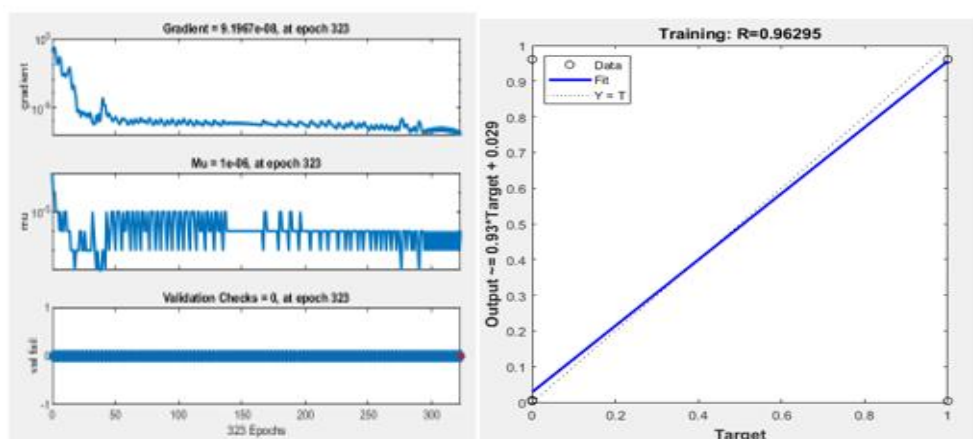 Gradient = 9.1967e-08, at epoch 323
gradient
Mu = 1e-06, at epoch 323
mu
Validation Checks = 0, at epoch 323
1
val fail
0
-1
0 50 100 150 200 250 300
323 Epochs
Training: R=0.96295
Data
Fit
Y = T
Output ~= 0.93*Target + 0.029
1
0.9
0.8
0.7
0.6
0.5
0.4
0.3
0.2
0.1
0
0 0.2 0.4 0.6 0.8 1
Target